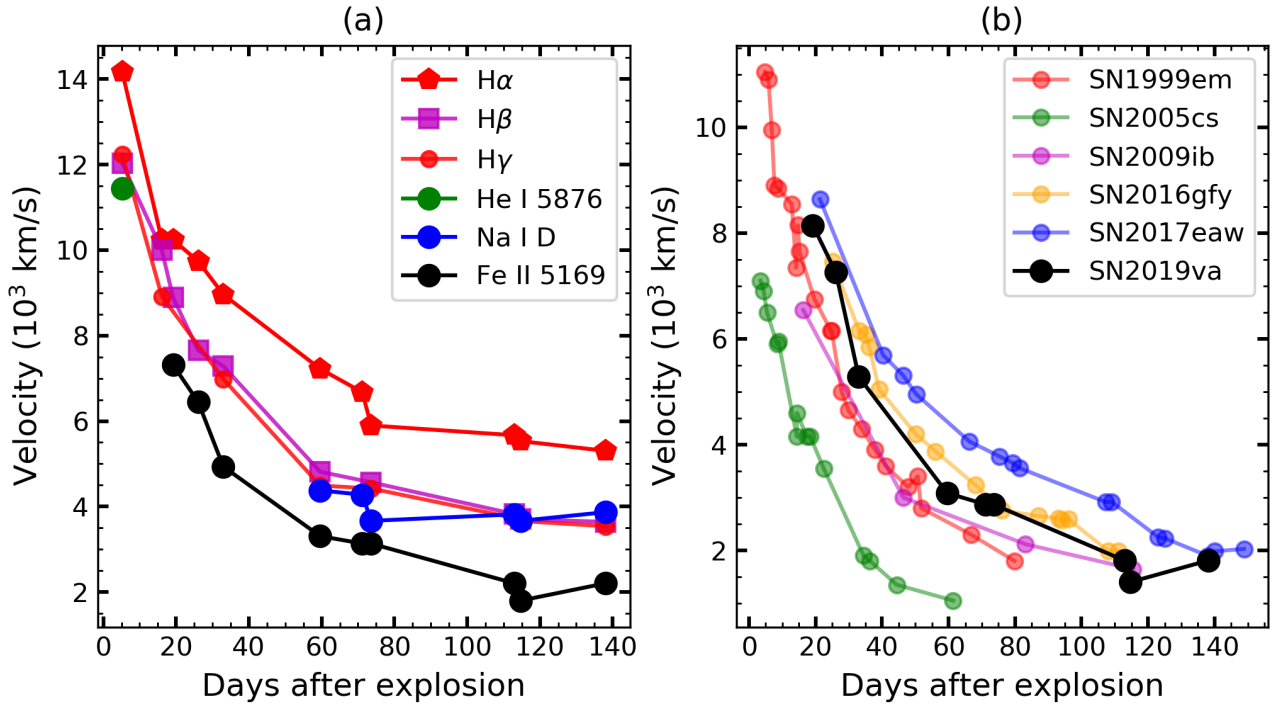 (a)
14
12
10
8
6
4
2
Velocity (10³ km/s)
0 20 40 60 80 100 120 140
Days after explosion
Hα
Hβ
Hγ
He I 5876
Na I D
Fe II 5169
(b)
10
8
6
4
2
Velocity (10³ km/s)
0 20 40 60 80 100 120 140
Days after explosion
SN1999em
SN2005cs
SN2009ib
SN2016gfy
SN2017eaw
SN2019va